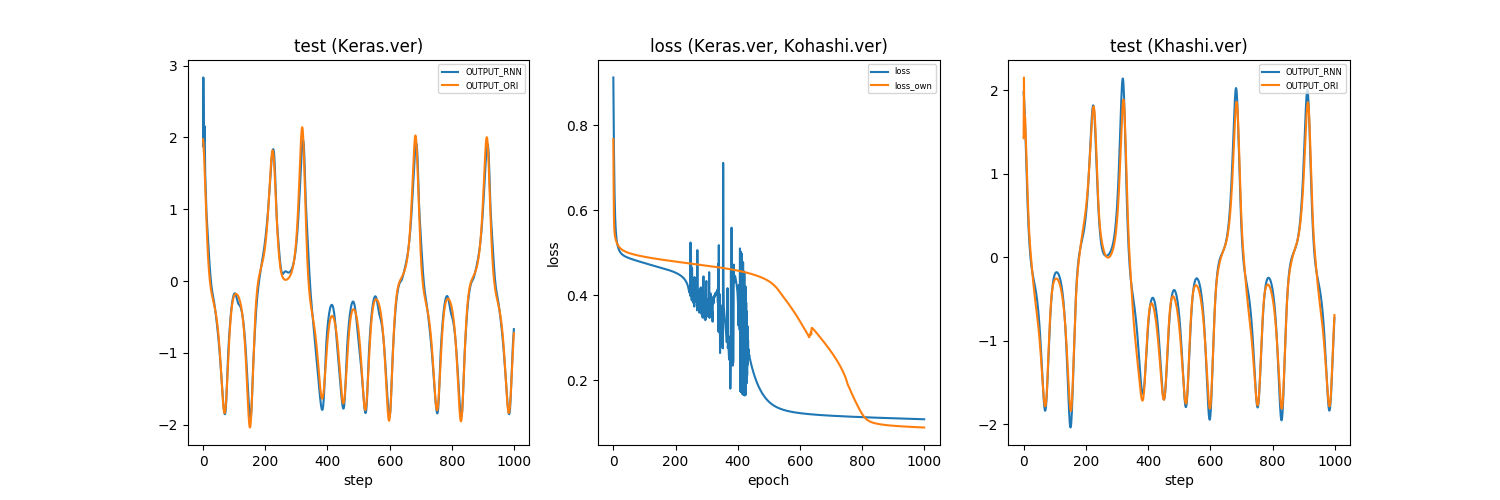 test (Keras.ver)
OUTPUT_RNN
OUTPUT_ORI
3
2
1
0
−1
−2
0 200 400 600 800 1000
step
loss (Keras.ver, Kohashi.ver)
loss
loss_own
loss
0.8
0.6
0.4
0.2
0 200 400 600 800 1000
epoch
test (Khashi.ver)
OUTPUT_RNN
OUTPUT_ORI
2
1
0
−1
−2
0 200 400 600 800 1000
step